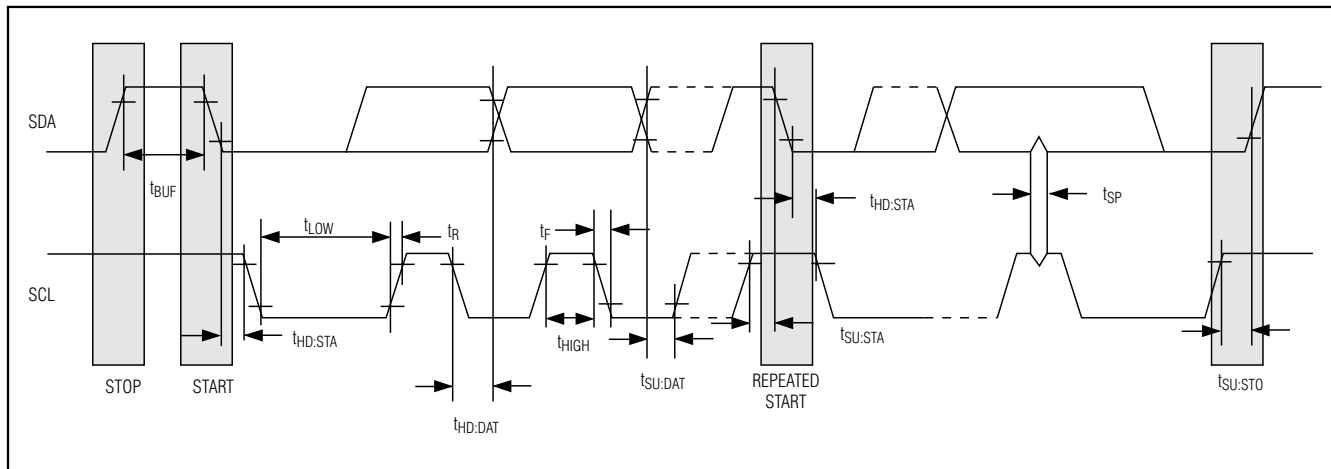 SDA
tBUF
tHD:STA
tSP
tLOW
tR
tF
SCL
tHD:STA
tHIGH
tSU:STA
tSU:DAT
tSU:STO
STOP
START
REPEATED
START
tHD:DAT